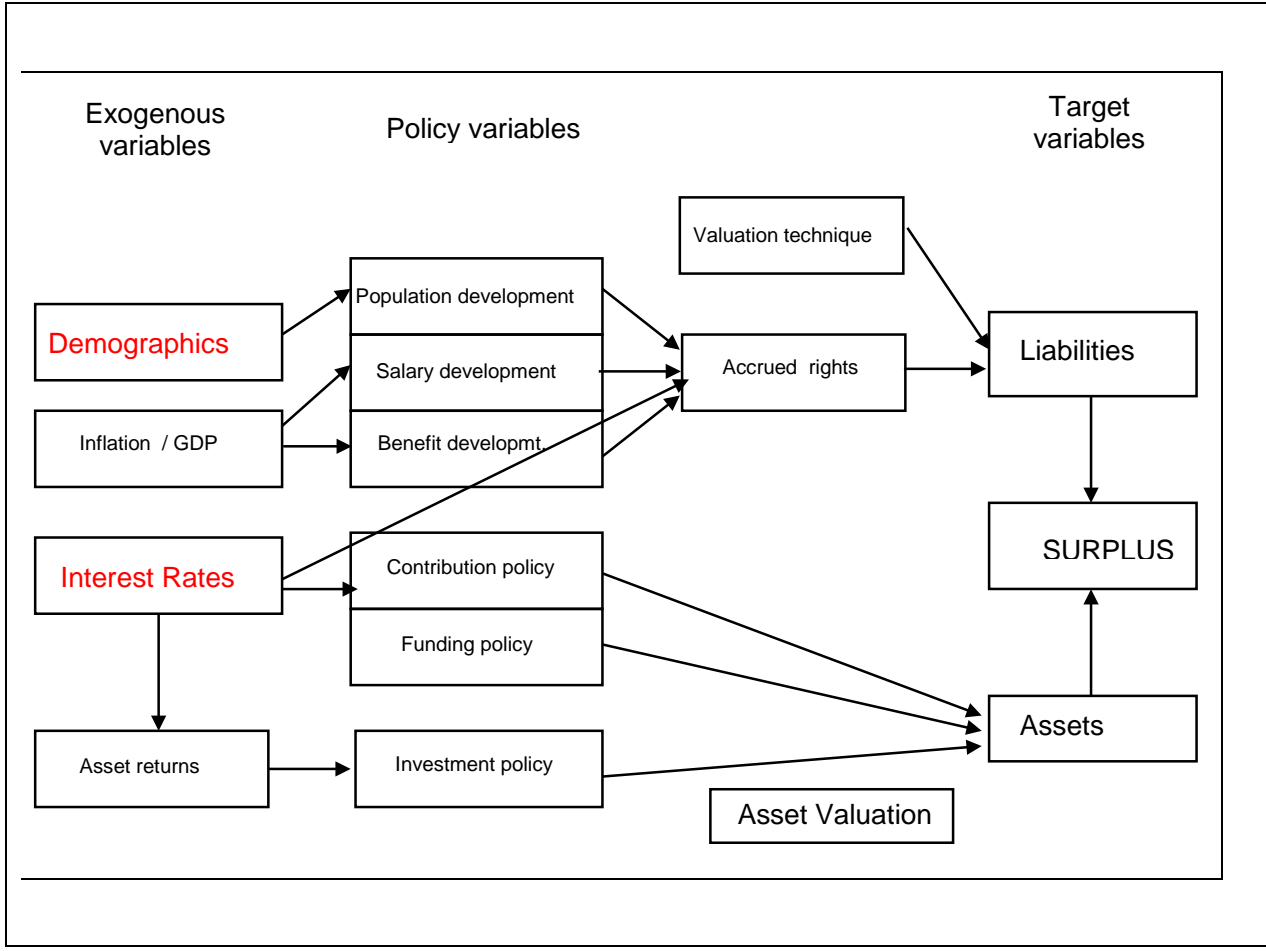 Exogenous
variables
Policy variables
Target
variables
Valuation technique
Population development
Demographics
Salary development
Accrued rights
Liabilities
Inflation / GDP
Benefit developmt.
SURPLUS
Interest Rates
Contribution policy
Funding policy
Assets
Asset returns
Investment policy
Asset Valuation